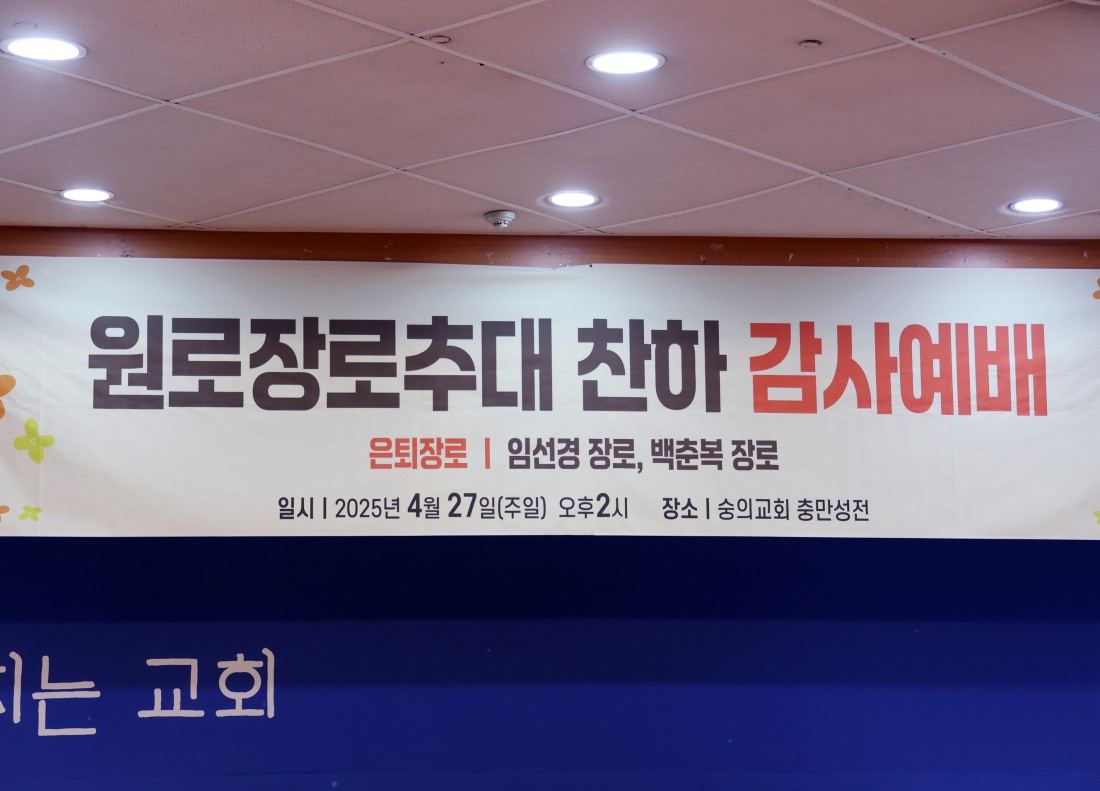 원로장로추대 찬하 감사예배
은퇴장로 | 임선경 장로, 백춘복 장로
일시 | 2025년 4월 27일(주일) 오후2시 장소 | 숭의교회 충만성전
는 교회